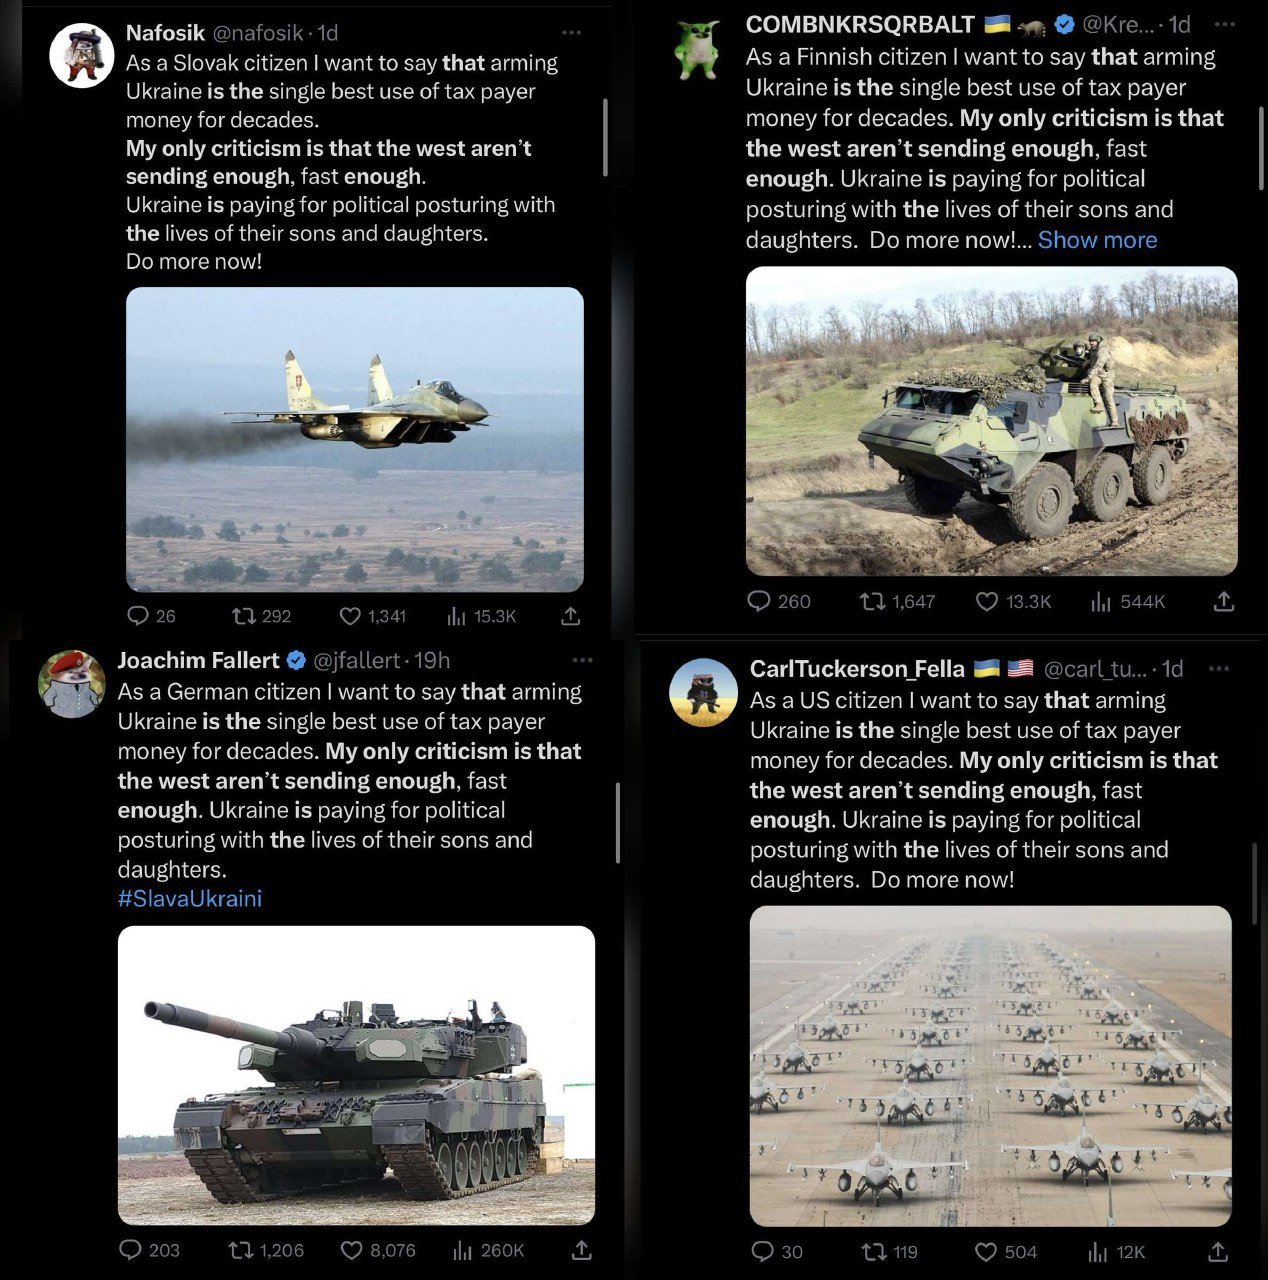 Nafosik @nafosik · 1d
As a Slovak citizen I want to say that arming
Ukraine is the single best use of tax payer
money for decades.
My only criticism is that the west aren't
sending enough, fast enough.
Ukraine is paying for political posturing with
the lives of their sons and daughters.
Do more now!
26 292 1,341 15.3K
COMBNKRSQRBALT 🇺🇦 @Kre... · 1d
As a Finnish citizen I want to say that arming
Ukraine is the single best use of tax payer
money for decades. My only criticism is that
the west aren't sending enough, fast
enough. Ukraine is paying for political
posturing with the lives of their sons and
daughters. Do more now!... Show more
260 1,647 13.3K 544K
Joachim Fallert @jfallert · 19h
As a German citizen I want to say that arming
Ukraine is the single best use of tax payer
money for decades. My only criticism is that
the west aren't sending enough, fast
enough. Ukraine is paying for political
posturing with the lives of their sons and
daughters.
#SlavaUkraini
203 1,206 8,076 260K
CarlTuckerson_Fella 🇺🇦 🇺🇸 @carl_tu... · 1d
As a US citizen I want to say that arming
Ukraine is the single best use of tax payer
money for decades. My only criticism is that
the west aren't sending enough, fast
enough. Ukraine is paying for political
posturing with the lives of their sons and
daughters. Do more now!
30 119 504 12K